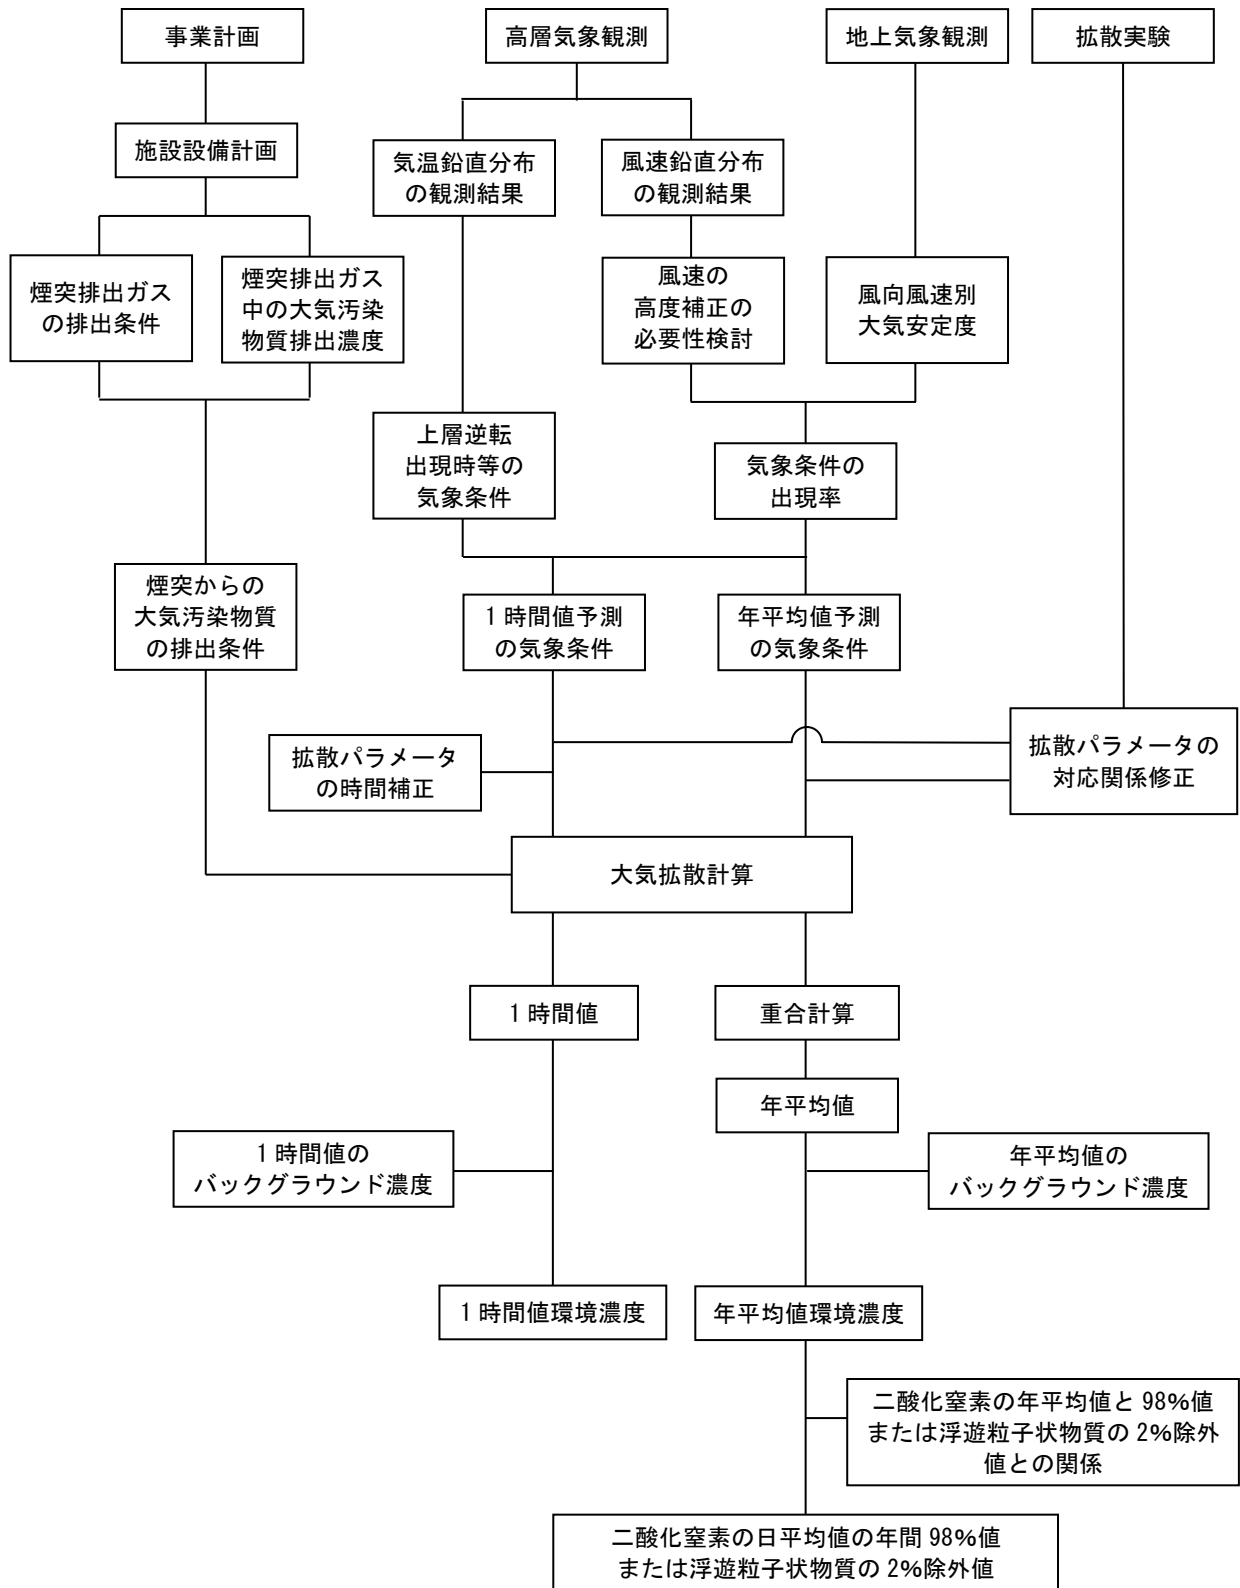 事業計画
高層気象観測
地上気象観測
拡散実験
施設設備計画
気温鉛直分布
の観測結果
風速鉛直分布
の観測結果
煙突排出ガス
の排出条件
煙突排出ガス
中の大気汚染
物質排出濃度
風速の
高度補正の
必要性検討
風向風速別
大気安定度
上層逆転
出現時等の
気象条件
気象条件の
出現率
煙突からの
大気汚染物質
の排出条件
1時間値予測
の気象条件
年平均値予測
の気象条件
拡散パラメータ
の時間補正
拡散パラメータの
対応関係修正
大気拡散計算
1時間値
重合計算
年平均値
1時間値の
バックグラウンド濃度
年平均値の
バックグラウンド濃度
1時間値環境濃度
年平均値環境濃度
二酸化窒素の年平均値と98%値
または浮遊粒子状物質の2%除外
値との関係
二酸化窒素の日平均値の年間98%値
または浮遊粒子状物質の2%除外値